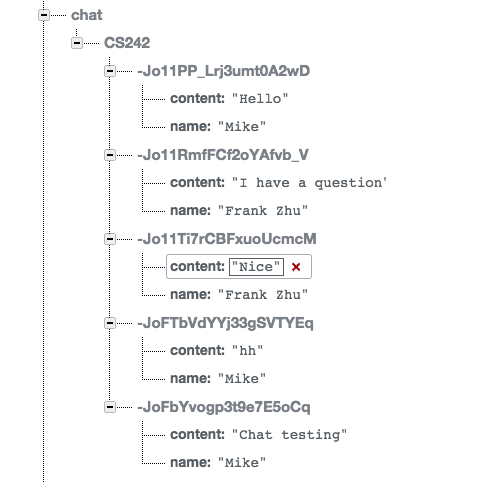 chat
CS242
-Jo11PP_Lrj3umt0A2wD
content: "Hello"
name: "Mike"
-Jo11RmfFCf2oYAfvb_V
content: "I have a question'
name: "Frank Zhu"
-Jo11Ti7rCBFxuoUcmcM
content: "Nice" ×
name: "Frank Zhu"
-JoFTbVdYYj33gSVTYEq
content: "hh"
name: "Mike"
-JoFbYvogp3t9e7E5oCq
content: "Chat testing"
name: "Mike"